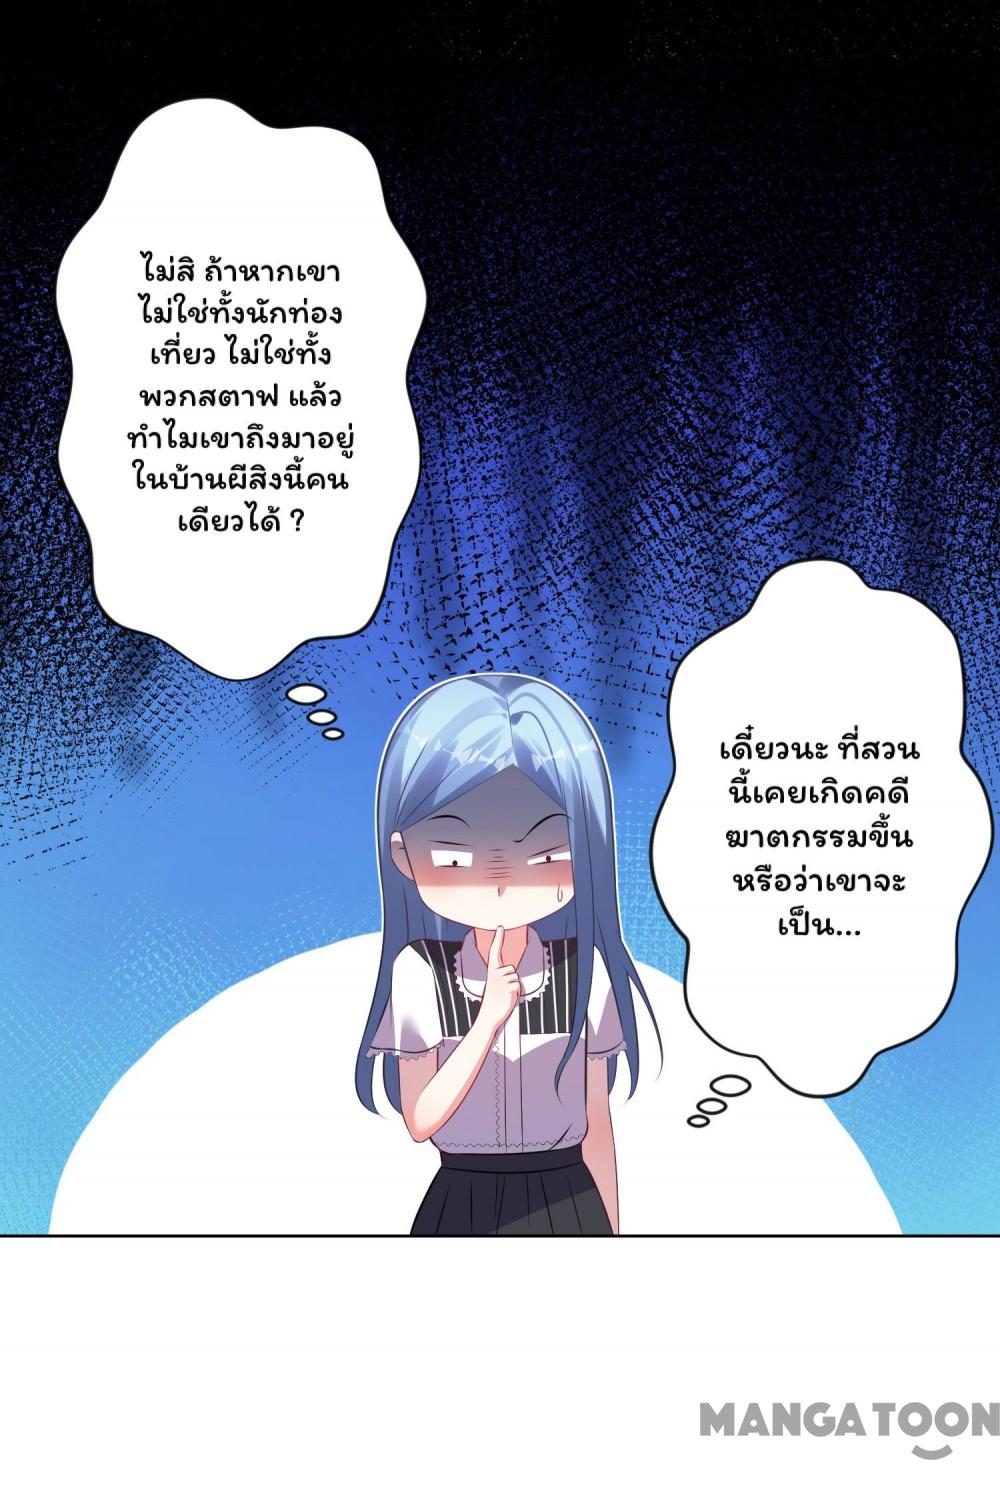 ไม่สิ ถ้าหากเขา
ไม่ใช่ทั้งนักท่อง
เที่ยว ไม่ใช่ทั้ง
พวกสตาฟ แล้ว
ทำไมเขาถึงมาอยู่
ในบ้านผีสิงนี้คน
เดียวได้ ?
เดี๋ยวนะ ที่สวน
นี้เคยเกิดคดี
ฆาตกรรมขึ้น
หรือว่าเขาจะ
เป็น...
MANGATOON